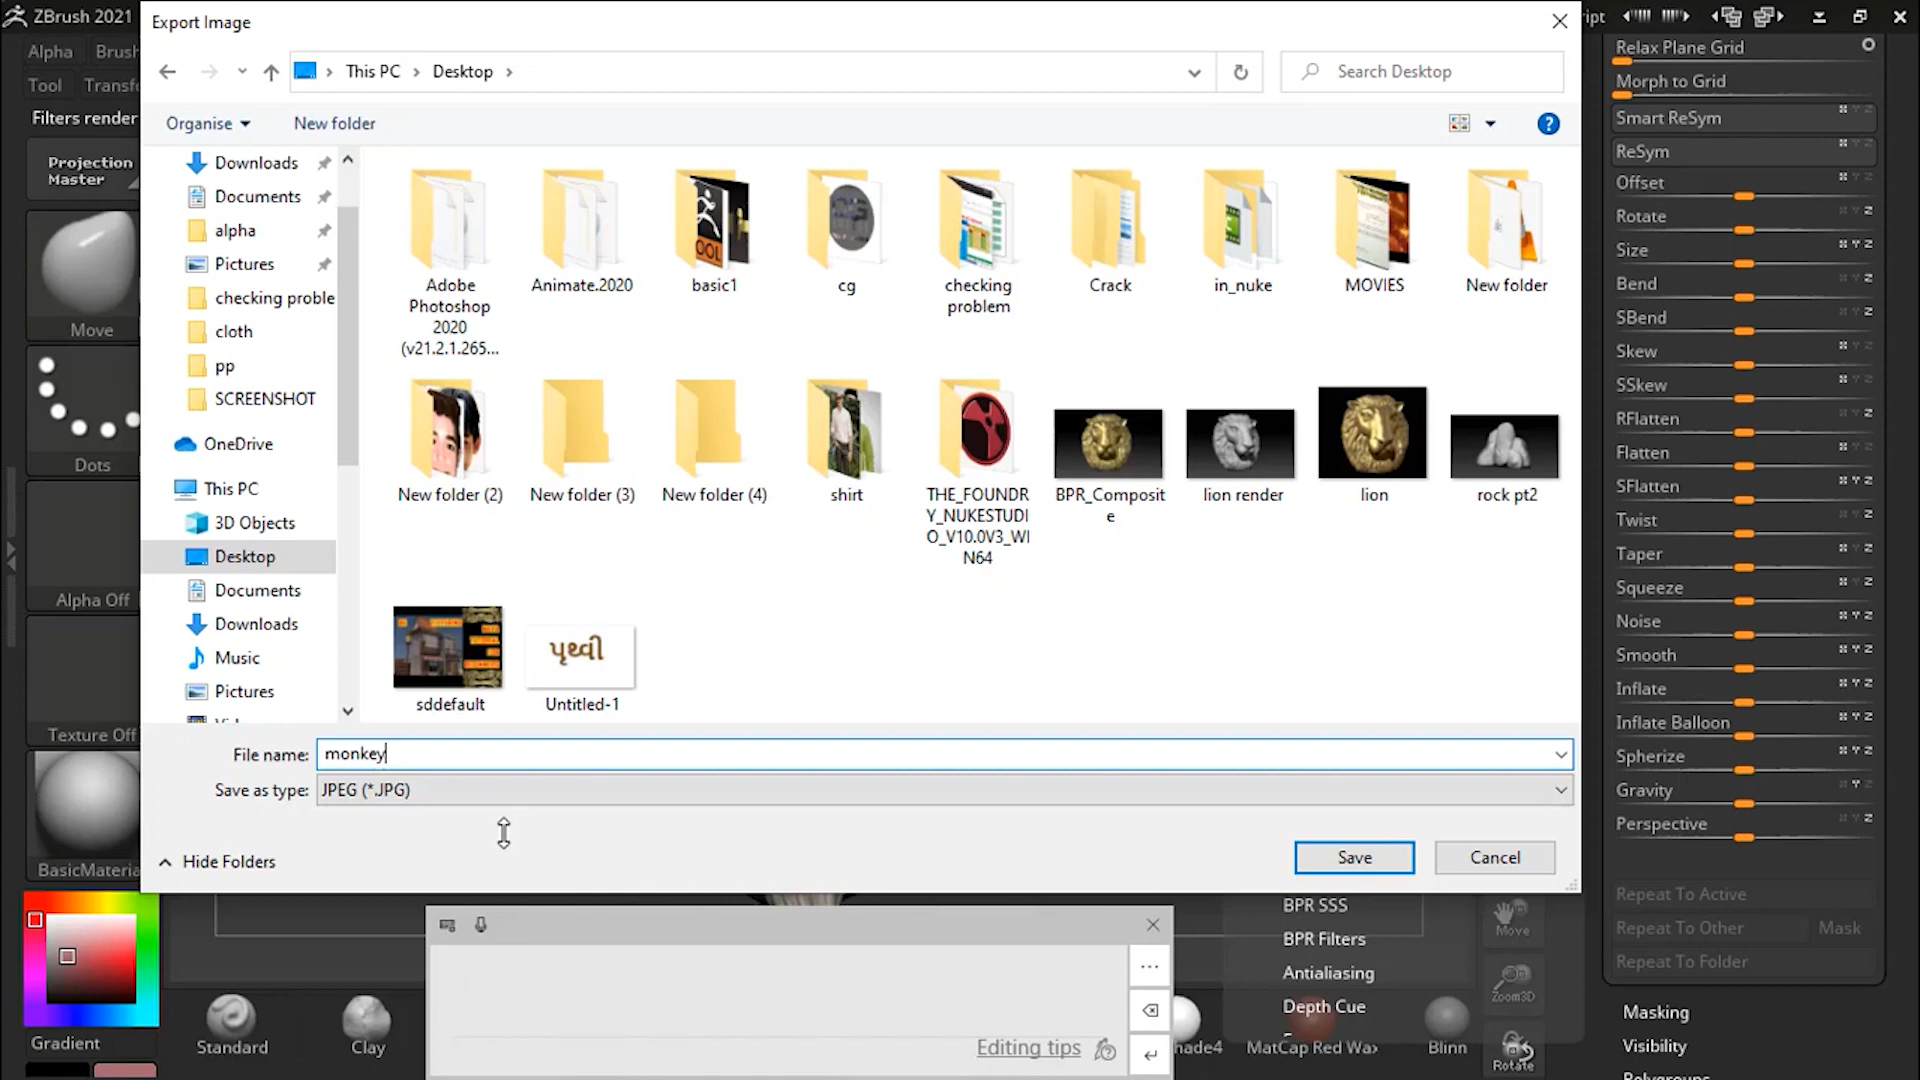 ZBrush 2021
Export Image
ript
Alpha
Brush
Tool
Transfo
Filters render
Projection
Master
Move
Dots
Alpha Off
Texture Off
BasicMateria
Gradient
This PC
Desktop
Search Desktop
Organise
New folder
Downloads
Documents
alpha
Pictures
checking proble
cloth
pp
SCREENSHOT
OneDrive
This PC
3D Objects
Desktop
Documents
Downloads
Music
Pictures
Adobe
Photoshop
2020
(v21.2.1.265...
Animate.2020
basic1
cg
checking
problem
Crack
in_nuke
MOVIES
New folder
New folder (2)
New folder (3)
New folder (4)
shirt
THE_FOUNDR
Y_NUKESTUDI
O_V10.0V3_WI
N64
BPR_Composit
e
lion render
lion
rock pt2
sddefault
પૃથ્વી
Untitled-1
File name: monkey
Save as type: JPEG (*.JPG)
Hide Folders
Save
Cancel
Relax Plane Grid
Morph to Grid
Smart ReSym
ReSym
Offset
Rotate
Size
Bend
SBend
Skew
SSkew
RFlatten
Flatten
SFlatten
Twist
Taper
Squeeze
Noise
Smooth
Inflate
Inflate Balloon
Spherize
Gravity
Perspective
Repeat To Active
Repeat To Other
Mask
Repeat To Folder
Masking
Visibility
Polygroups
BPR SSS
BPR Filters
Antialiasing
Depth Cue
Move
Zoom3D
Rotate
Editing tips
Standard
Clay
hade4
MatCap Red Wax
Blinn